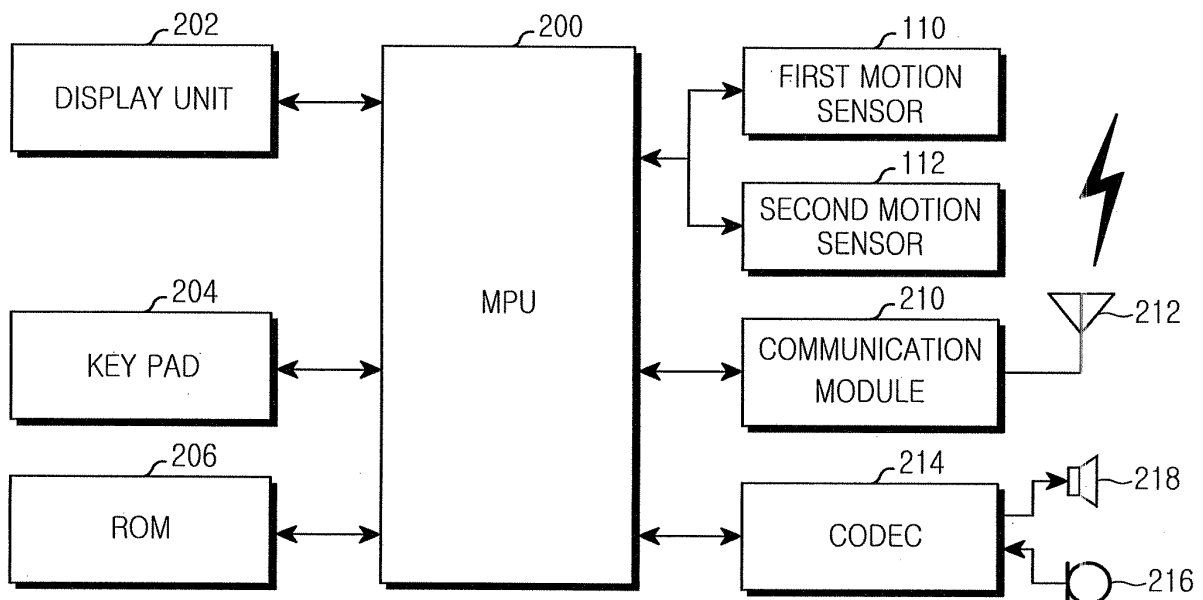 202
DISPLAY UNIT
200
MPU
110
FIRST MOTION
SENSOR
112
SECOND MOTION
SENSOR
204
KEY PAD
210
COMMUNICATION
MODULE
212
206
ROM
214
CODEC
218
216